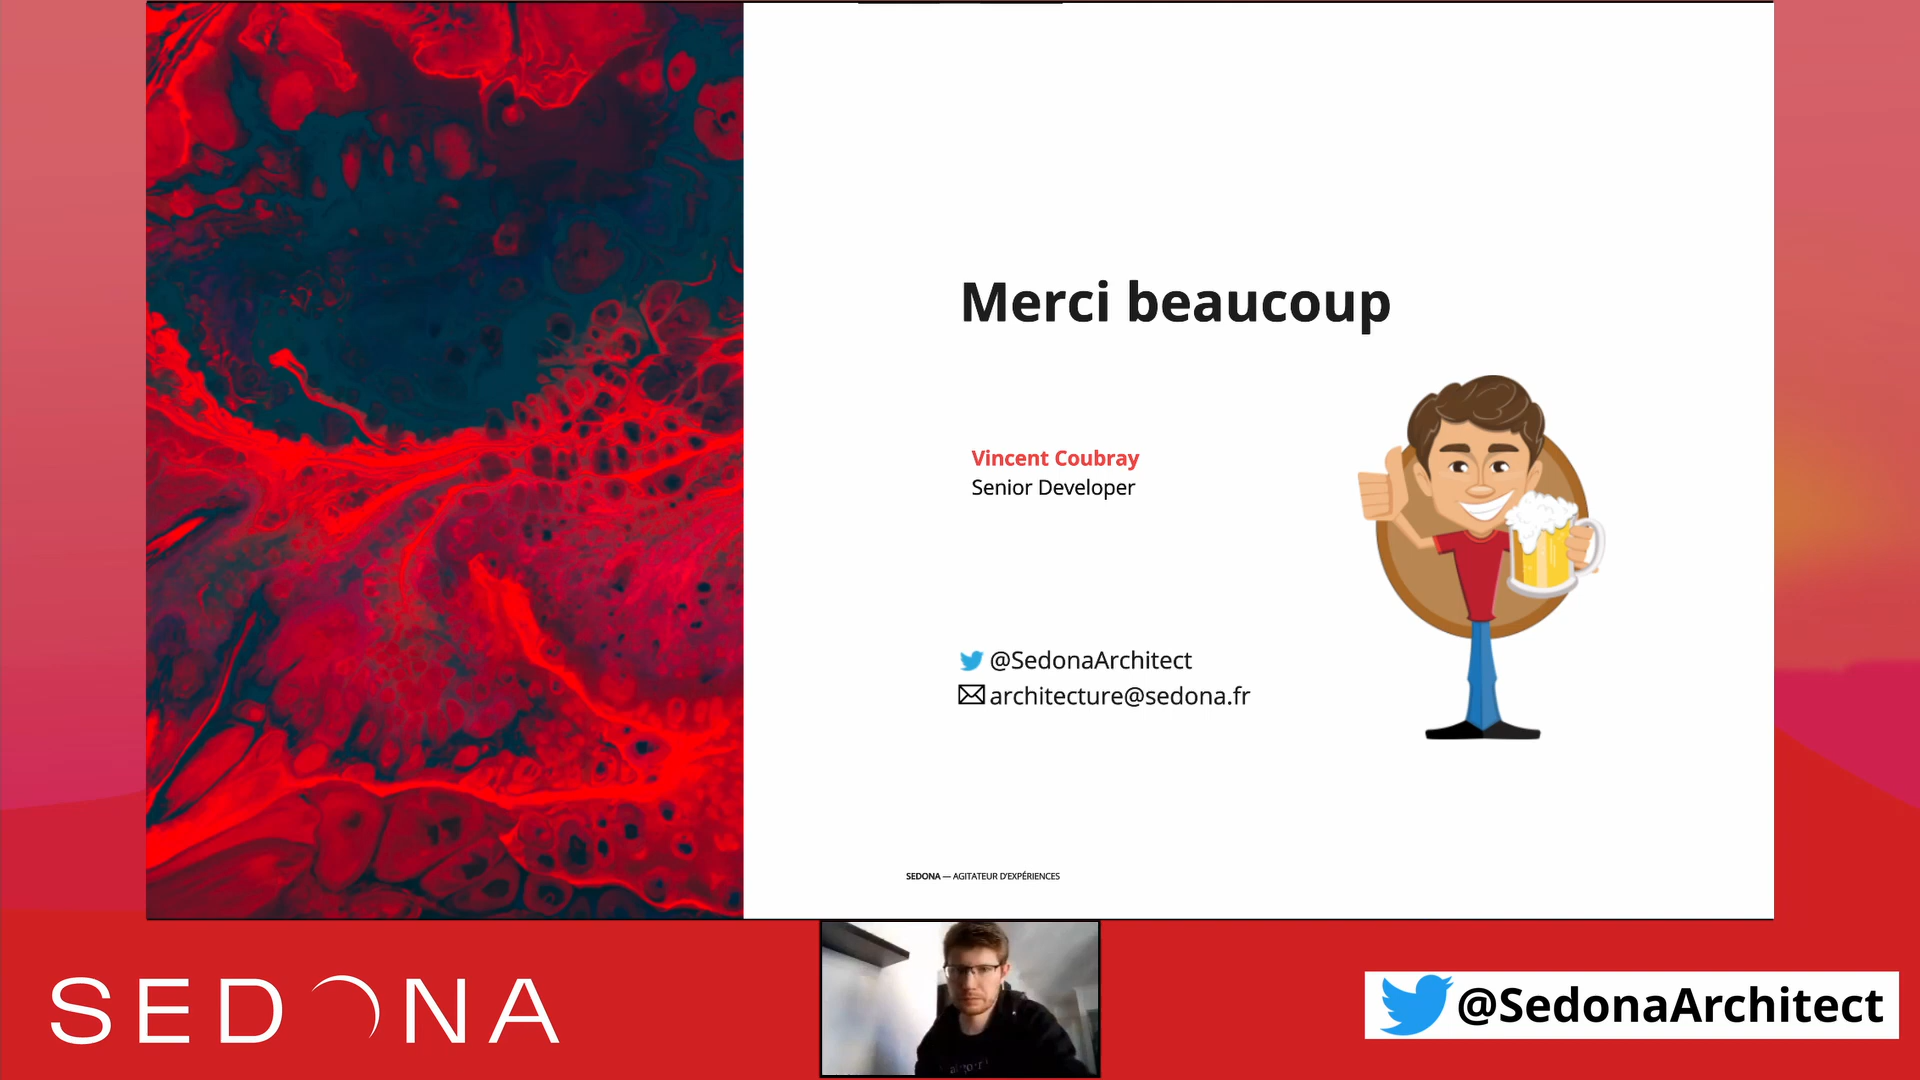 Merci beaucoup
Vincent Coubray
Senior Developer
@SedonaArchitect
architecture@sedona.fr
SEDONA — AGITATEUR D'EXPÉRIENCES
SEDONA
@SedonaArchitect